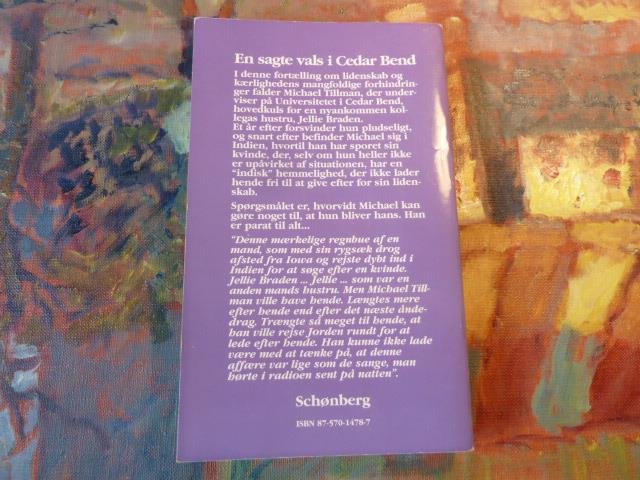 En sagte vals i Cedar Bend
I denne fortælling om lidenskab og
kærlighedens mangfoldige forhindrin-
ger falder Michael Tillman, der under-
viser på Universitetet i Cedar Bend,
hovedkuls for en nyankommen kol-
legas hustru, Jellie Braden.
Et år efter forsvinder hun pludseligt,
og snart efter befinder Michael sig i
Indien, hvortil han har sporet sin
kvinde, der, selv om hun heller ikke
er upåvirket af situationen, har en
"indisk" hemmelighed, der ikke lader
hende fri til at give efter for sin liden-
skab.
Spørgsmålet er, hvorvidt Michael kan
gøre noget til, at hun bliver hans. Han
er parat til alt...
"Denne mærkelige regnbue af en
mand, som med sin rygsæk drog
afsted fra Iowa og rejste dybt ind i
Indien for at søge efter en kvinde.
Jellie Braden ... Jellie ... som var en
anden mands hustru. Men Michael Till-
man ville have hende. Længtes mere
efter hende end efter det næste ånde-
drag. Trængte så meget til hende, at
han ville rejse Jorden rundt for at
lede efter hende. Han kunne ikke lade
være med at tænke på, at denne
affære var lige som de sange, man
hørte i radioen sent på natten".
Schønberg
ISBN 87-570-1478-7